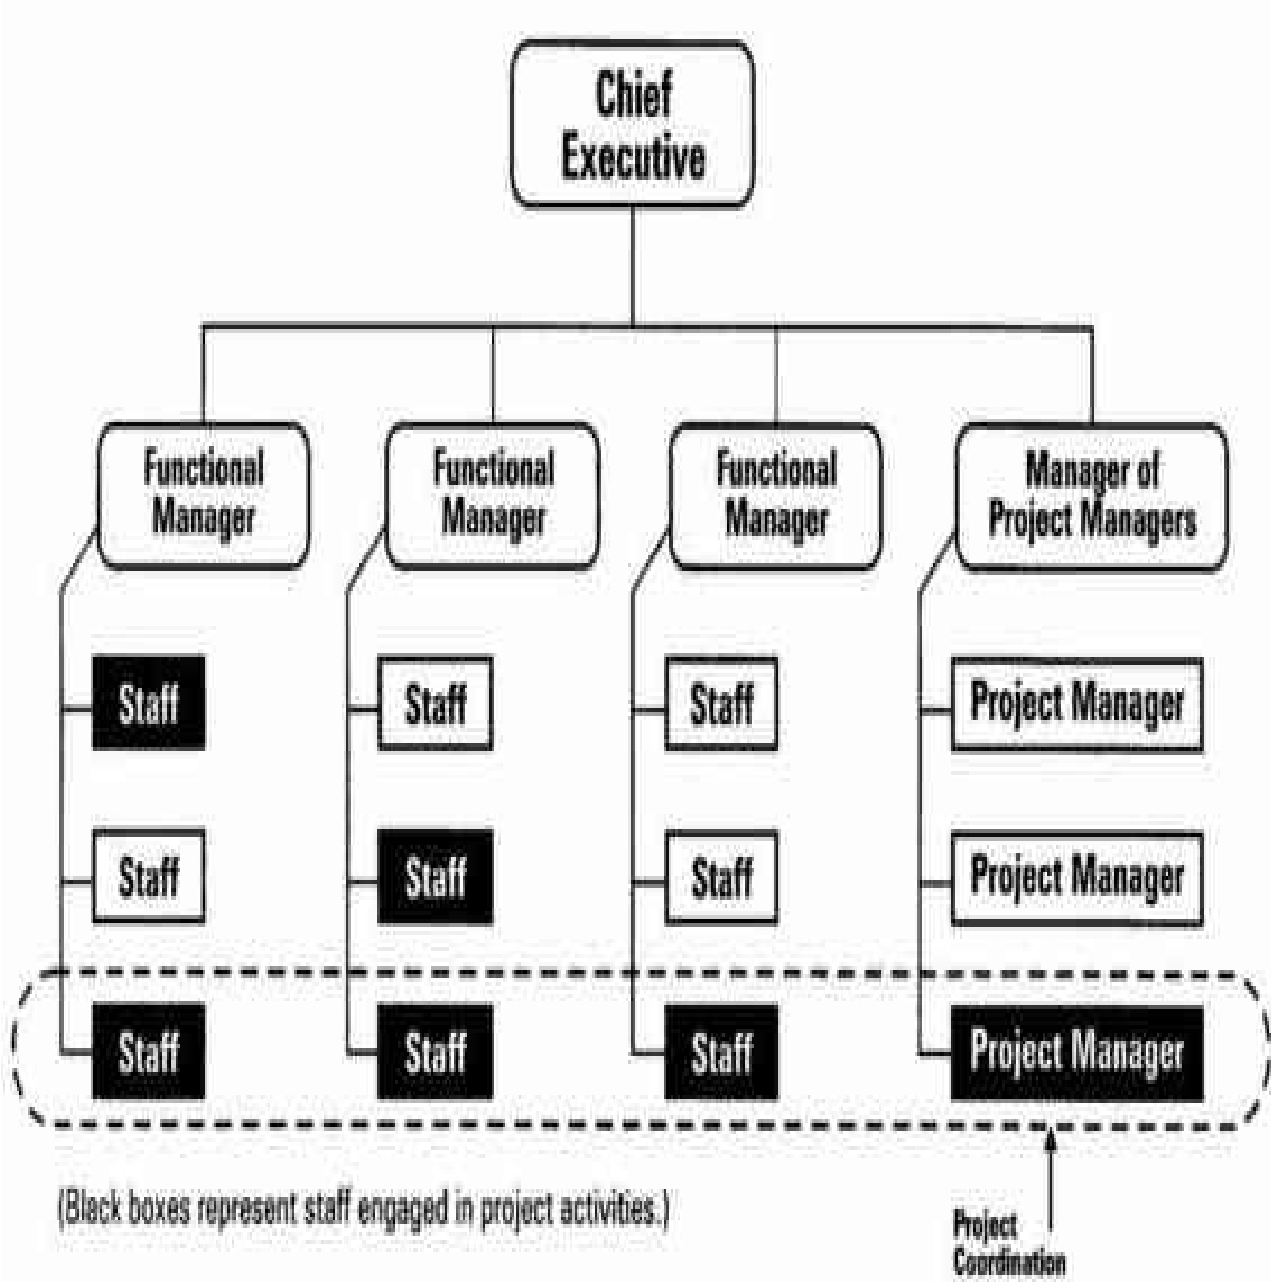 Chief
Executive
Functional
Manager
Functional
Manager
Functional
Manager
Manager of
Project Managers
Staff
Staff
Staff
Project Manager
Staff
Staff
Staff
Project Manager
Staff
Staff
Staff
Project Manager
(Black boxes represent staff engaged in project activities.)
Project
Coordination